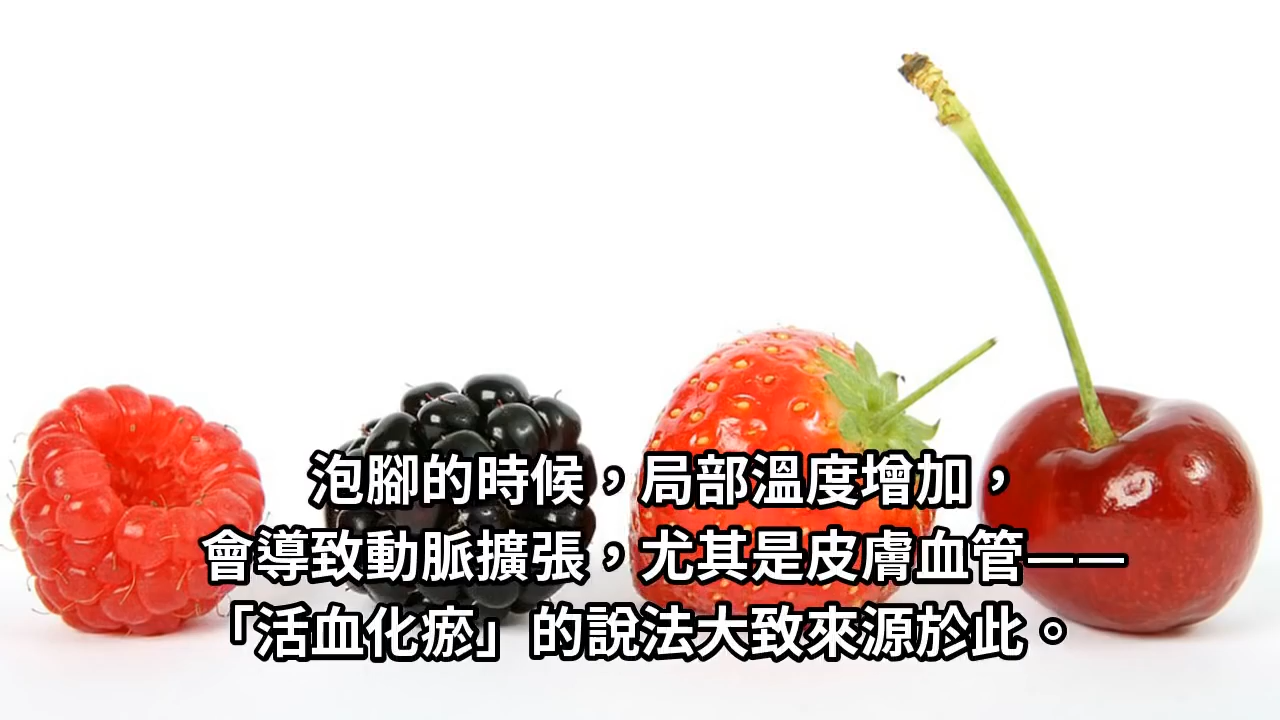 泡腳的時候，局部溫度增加，
會導致動脈擴張，尤其是皮膚血管——
「活血化瘀」的說法大致來源於此。